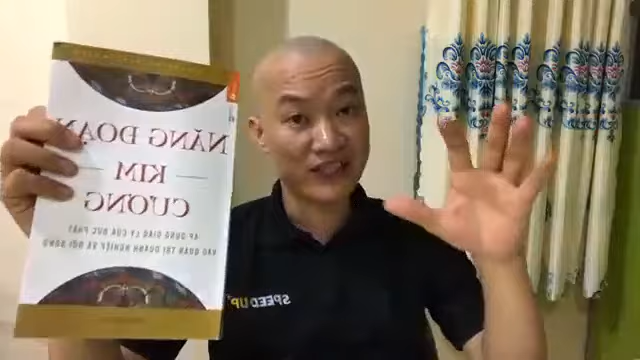 NĂNG ĐOẠN
KIM
CƯƠNG
ÁP DỤNG GIÁO LÝ CỦA ĐỨC PHẬT
VÀO QUẢN TRỊ DOANH NGHIỆP VÀ ĐỜI SỐNG
SPEED UP